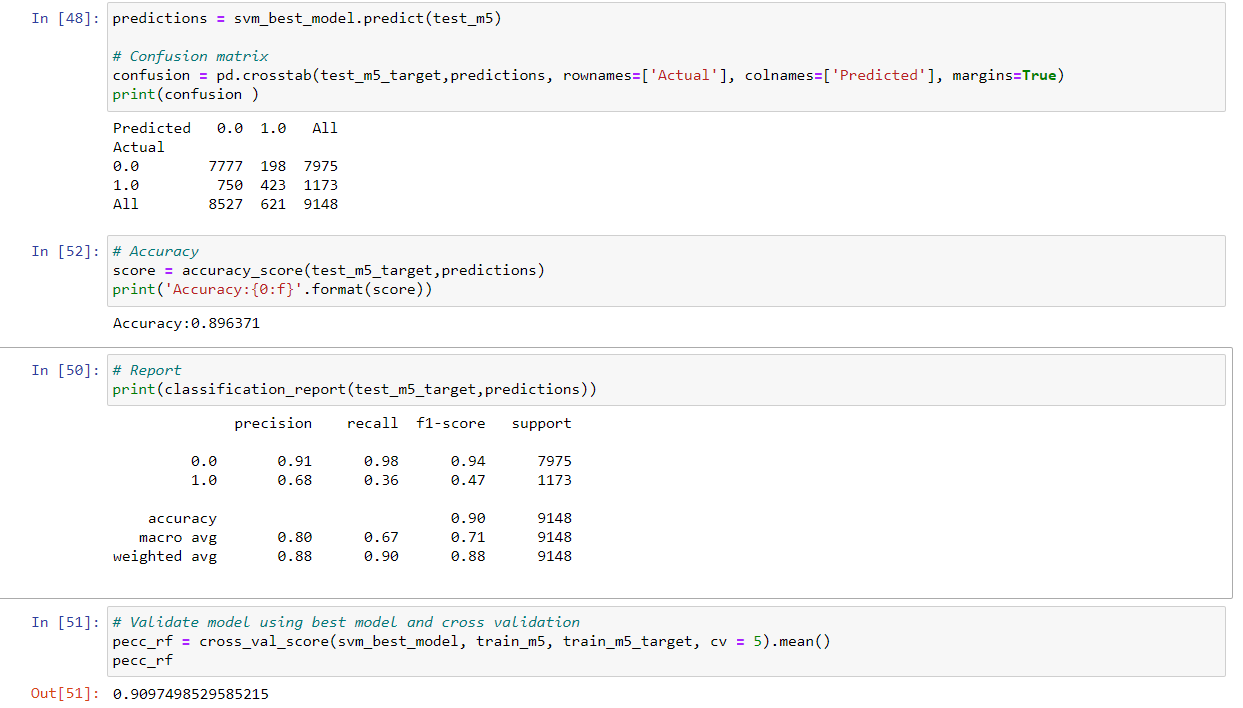 In [48]: predictions = svm_best_model.predict(test_m5)
# Confusion matrix
confusion = pd.crosstab(test_m5_target,predictions, rownames=['Actual'], colnames=['Predicted'], margins=True)
print(confusion )
Predicted 0.0 1.0 All
Actual
0.0 7777 198 7975
1.0 750 423 1173
All 8527 621 9148
In [52]: # Accuracy
score = accuracy_score(test_m5_target,predictions)
print('Accuracy:{0:f}'.format(score))
Accuracy:0.896371
In [50]: # Report
print(classification_report(test_m5_target,predictions))
precision recall f1-score support
0.0 0.91 0.98 0.94 7975
1.0 0.68 0.36 0.47 1173
accuracy 0.90 9148
macro avg 0.80 0.67 0.71 9148
weighted avg 0.88 0.90 0.88 9148
In [51]: # Validate model using best model and cross validation
pecc_rf = cross_val_score(svm_best_model, train_m5, train_m5_target, cv = 5).mean()
pecc_rf
Out[51]: 0.9097498529585215